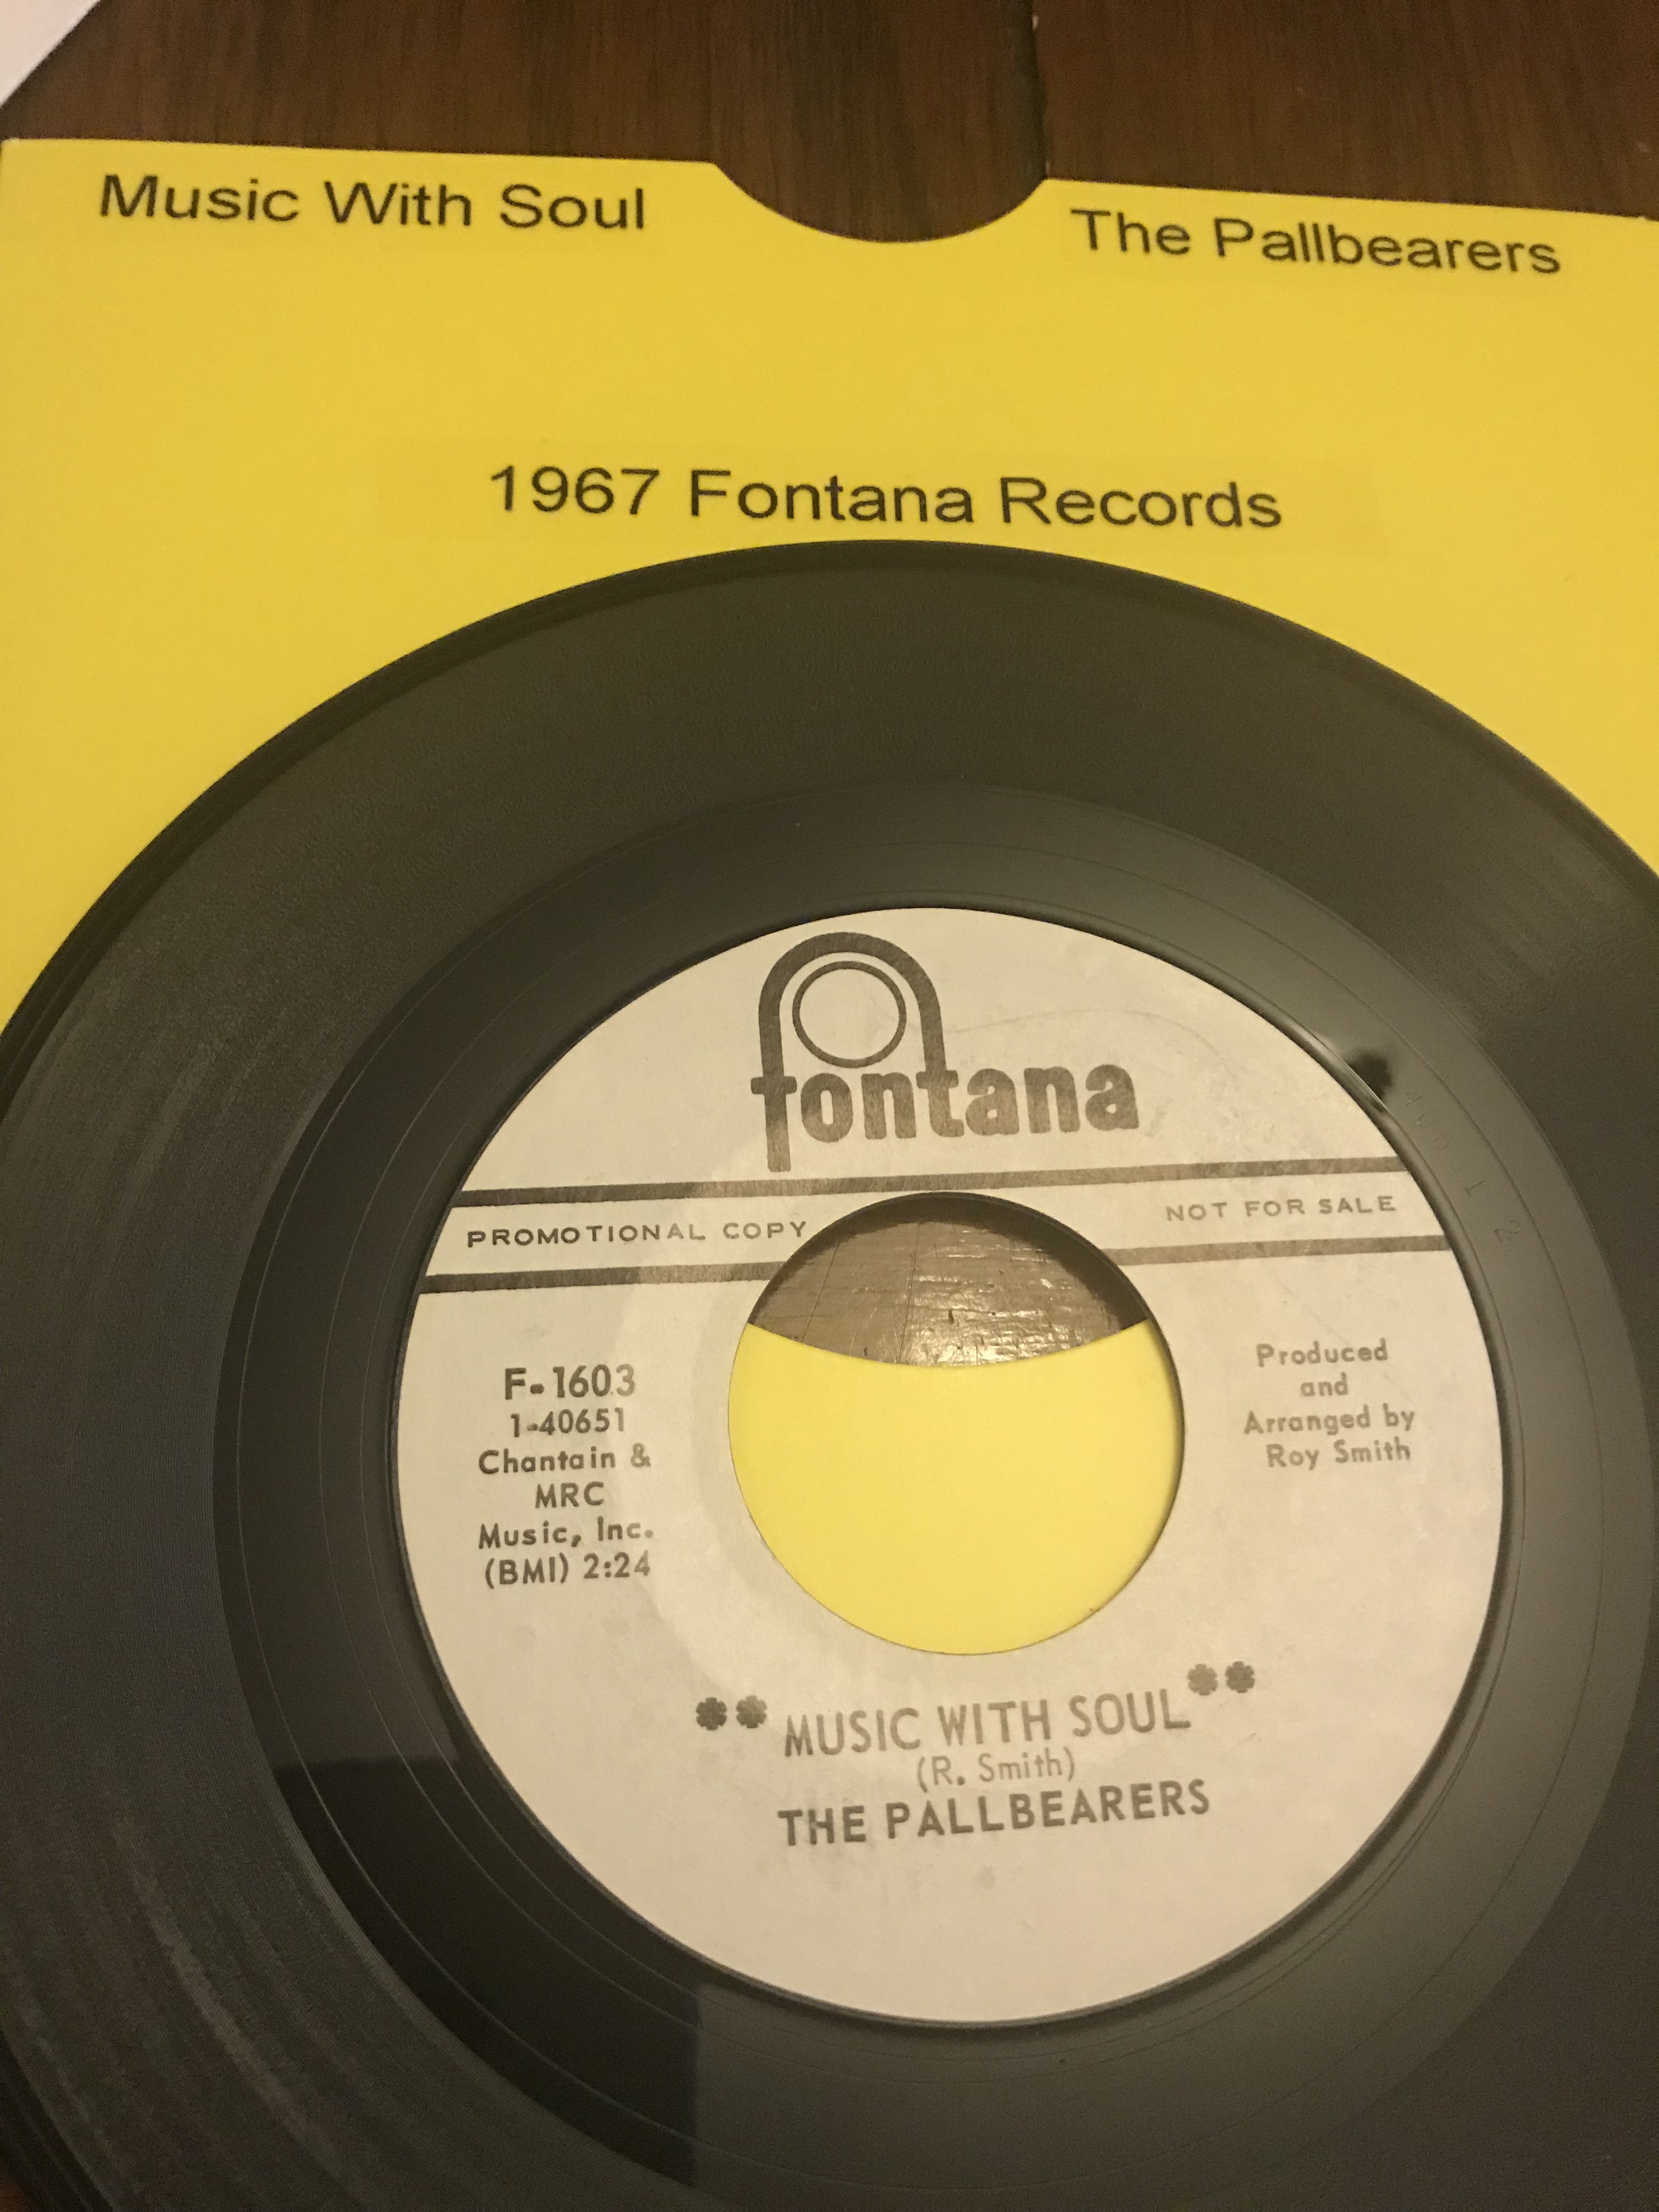 Music With Soul
The Pallbearers
1967 Fontana Records
fontana
PROMOTIONAL COPY
NOT FOR SALE
F-1603
1-40651
Chantain &
MRC
Music, Inc.
(BMI) 2:24
Produced
and
Arranged by
Roy Smith
** MUSIC WITH SOUL **
(R. Smith)
THE PALLBEARERS